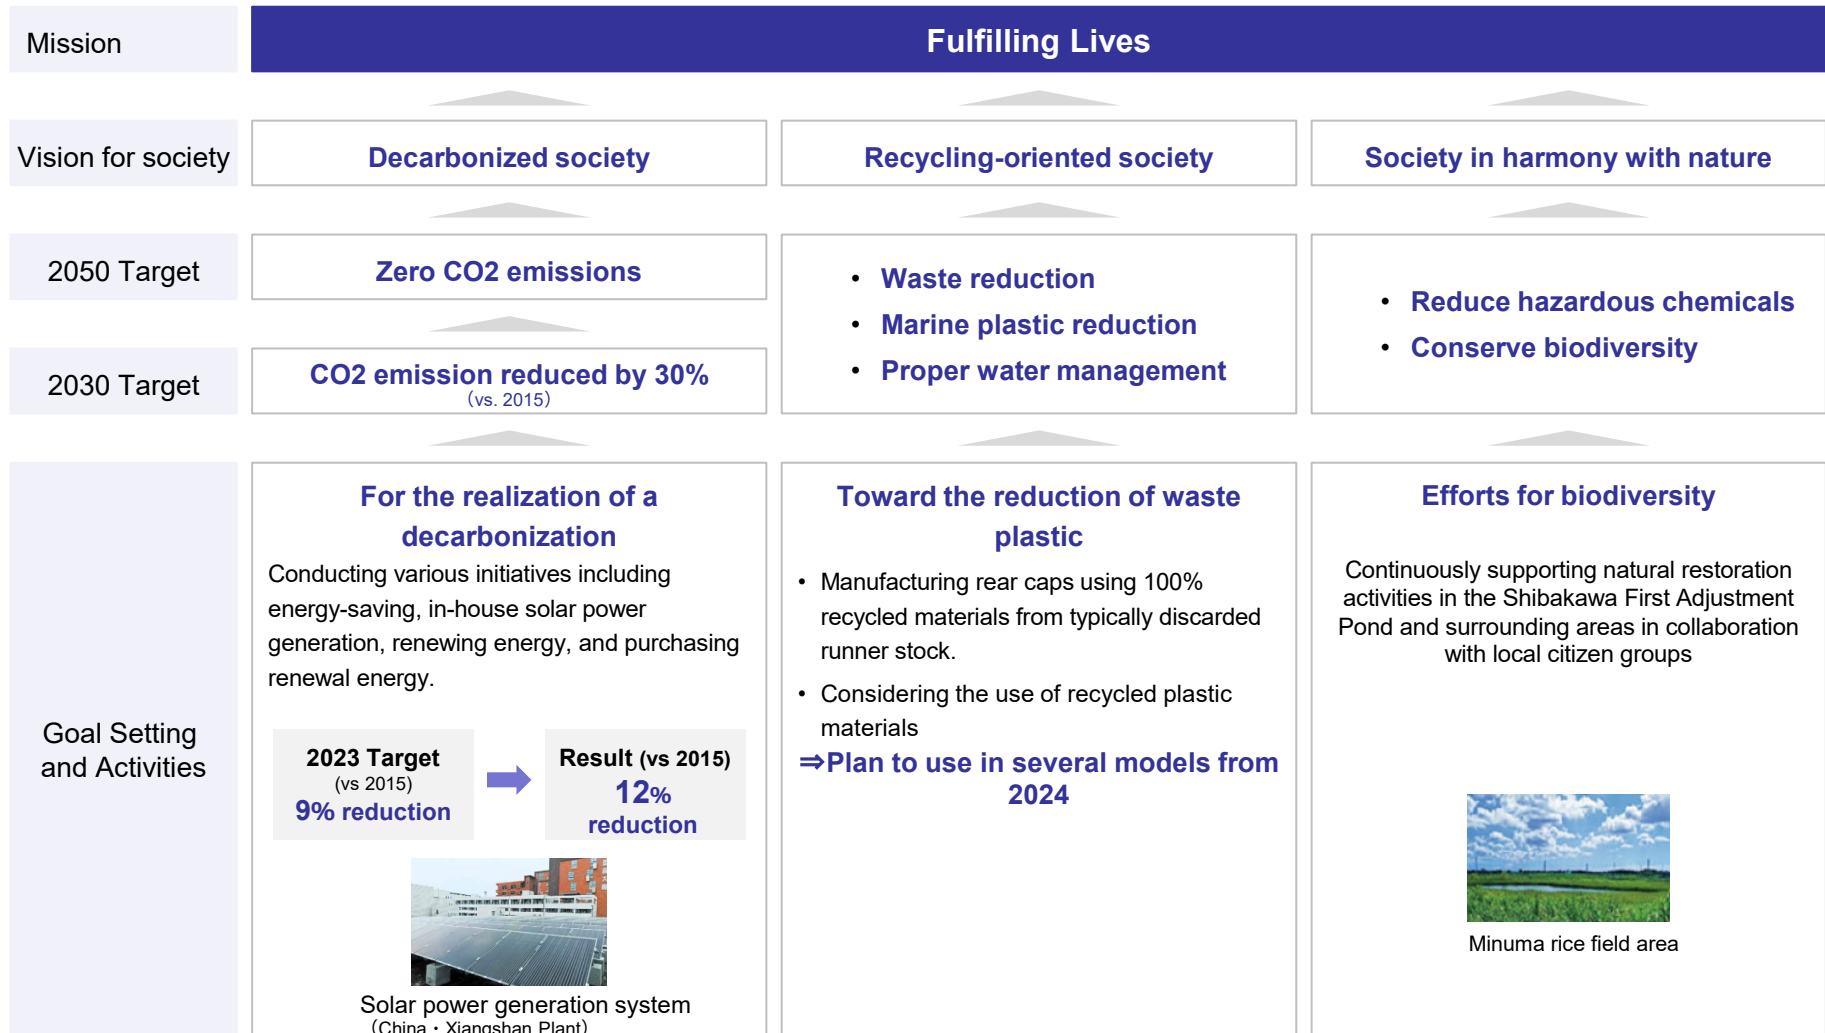 Mission
Fulfilling Lives
Vision for society
Decarbonized society
Recycling-oriented society
Society in harmony with nature
2050 Target
Zero CO2 emissions
2030 Target
CO2 emission reduced by 30%
（vs. 2015）
• Waste reduction
• Marine plastic reduction
• Proper water management
• Reduce hazardous chemicals
• Conserve biodiversity
Goal Setting
and Activities
For the realization of a
decarbonization
Conducting various initiatives including
energy-saving, in-house solar power
generation, renewing energy, and purchasing
renewal energy.
2023 Target
(vs 2015)
9% reduction
Result (vs 2015)
12%
reduction
Solar power generation system
（China・Xiangshan Plant）
Toward the reduction of waste
plastic
• Manufacturing rear caps using 100%
recycled materials from typically discarded
runner stock.
• Considering the use of recycled plastic
materials
⇒Plan to use in several models from
2024
Efforts for biodiversity
Continuously supporting natural restoration
activities in the Shibakawa First Adjustment
Pond and surrounding areas in collaboration
with local citizen groups
Minuma rice field area